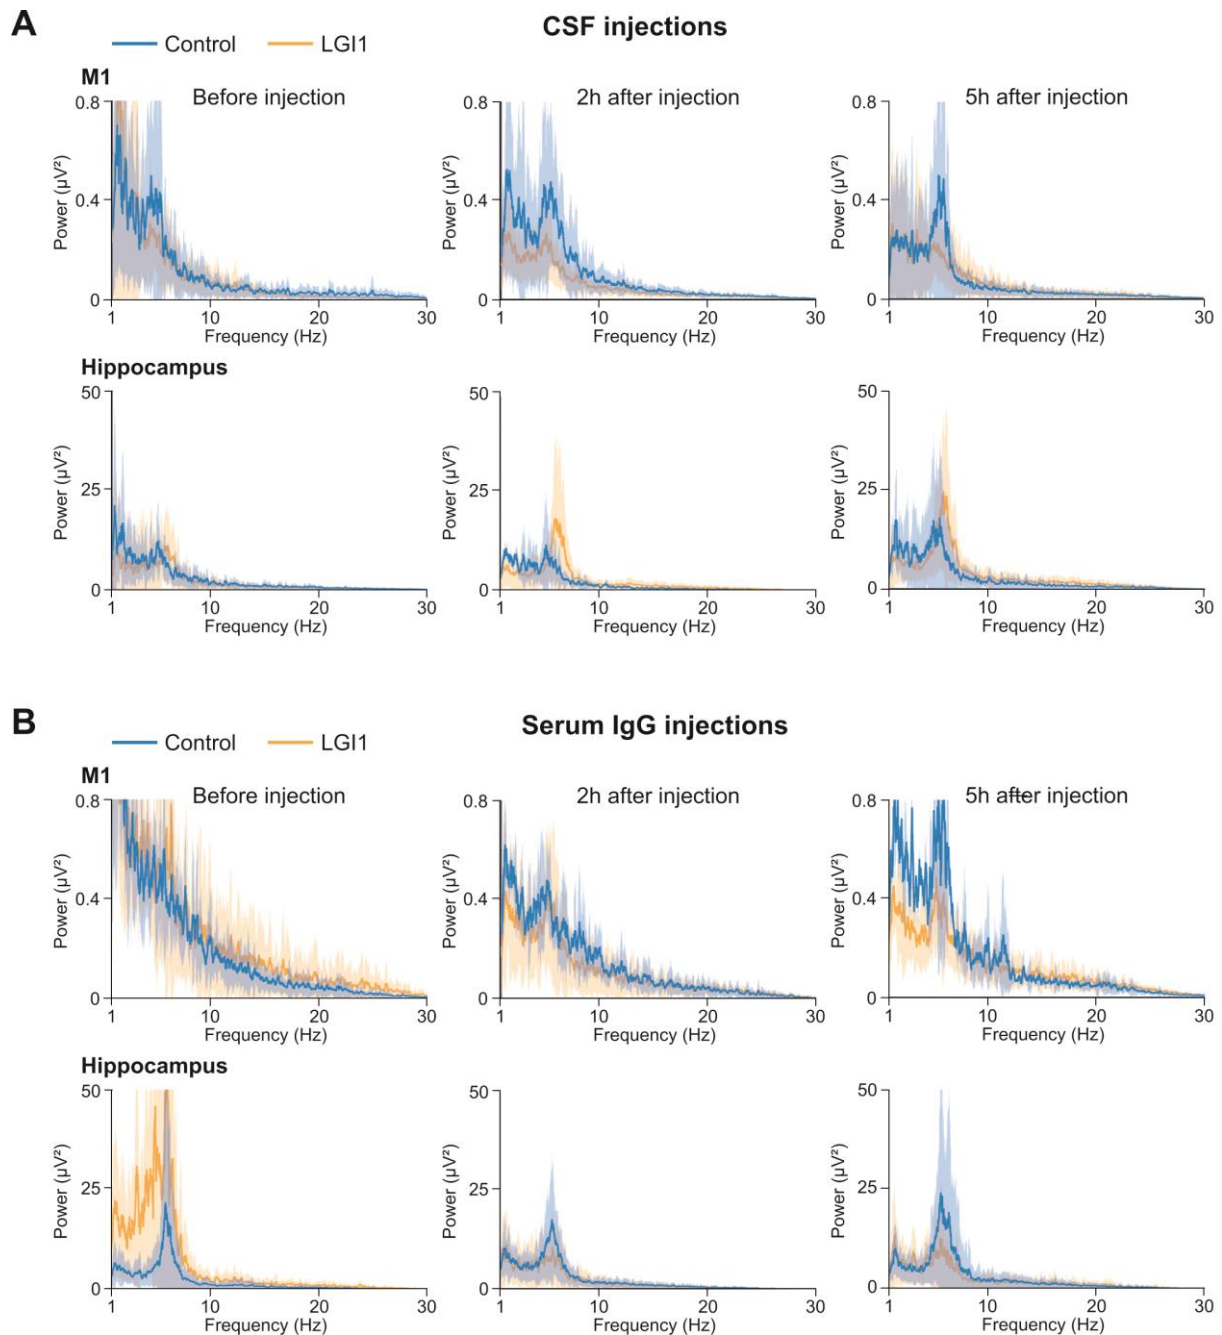 A
CSF injections
Control LGI1
M1
Before injection 2h after injection 5h after injection
0.8 0.8 0.8
Power (µV²) Power (µV²) Power (µV²)
0.4 0.4 0.4
0 0 0
1 10 20 30 1 10 20 30 1 10 20 30
Frequency (Hz) Frequency (Hz) Frequency (Hz)
Hippocampus
50 50 50
Power (µV²) Power (µV²) Power (µV²)
25 25 25
0 0 0
1 10 20 30 1 10 20 30 1 10 20 30
Frequency (Hz) Frequency (Hz) Frequency (Hz)
B
Serum IgG injections
Control LGI1
M1
Before injection 2h after injection 5h after injection
0.8 0.8 0.8
Power (µV²) Power (µV²) Power (µV²)
0.4 0.4 0.4
0 0 0
1 10 20 30 1 10 20 30 1 10 20 30
Frequency (Hz) Frequency (Hz) Frequency (Hz)
Hippocampus
50 50 50
Power (µV²) Power (µV²) Power (µV²)
25 25 25
0 0 0
1 10 20 30 1 10 20 30 1 10 20 30
Frequency (Hz) Frequency (Hz) Frequency (Hz)